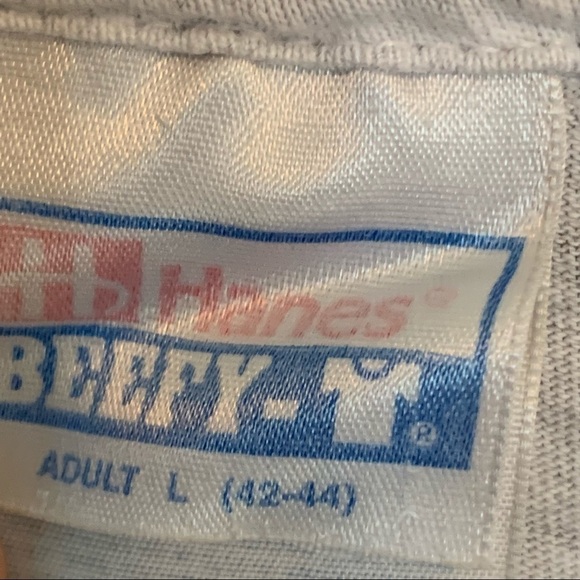 Hanes®
BEEFY-
®
ADULT L (42-44)